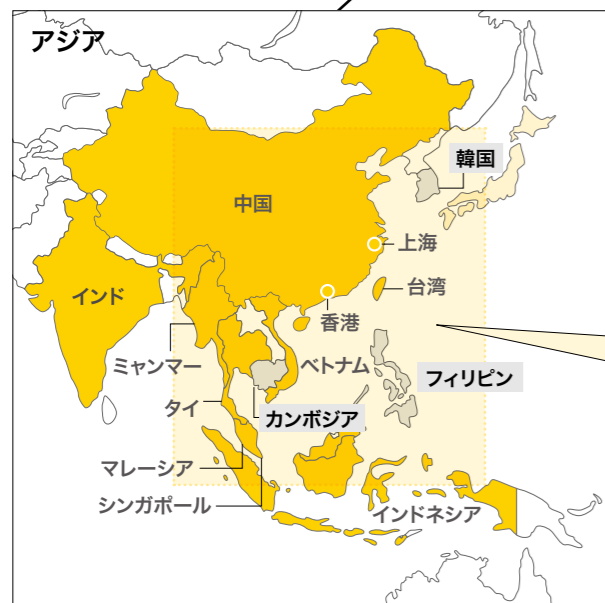 アジア
韓国
中国
上海
インド
台湾
香港
ミャンマー
ベトナム
フィリピン
タイ
カンボジア
マレーシア
シンガポール
インドネシア